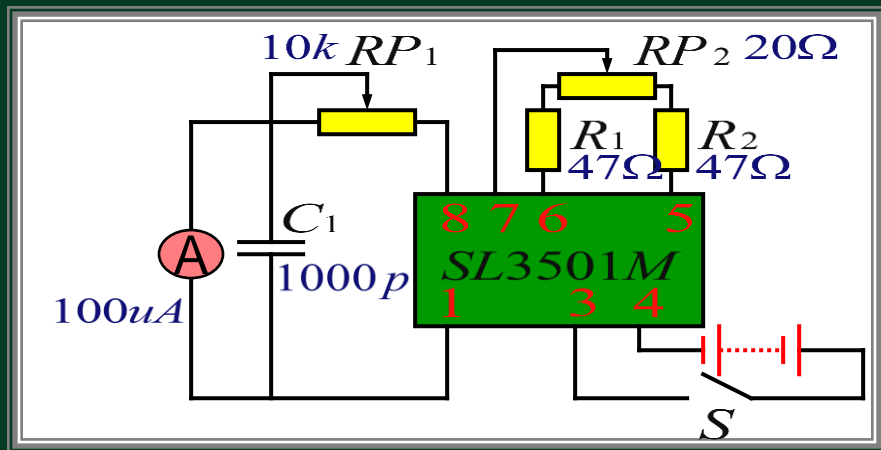 10k RP₁
RP₂ 20Ω
R₁
47Ω
R₂
47Ω
C₁
1000p
A
100uA
8 7 6 5
SL3501M
1 3 4
S